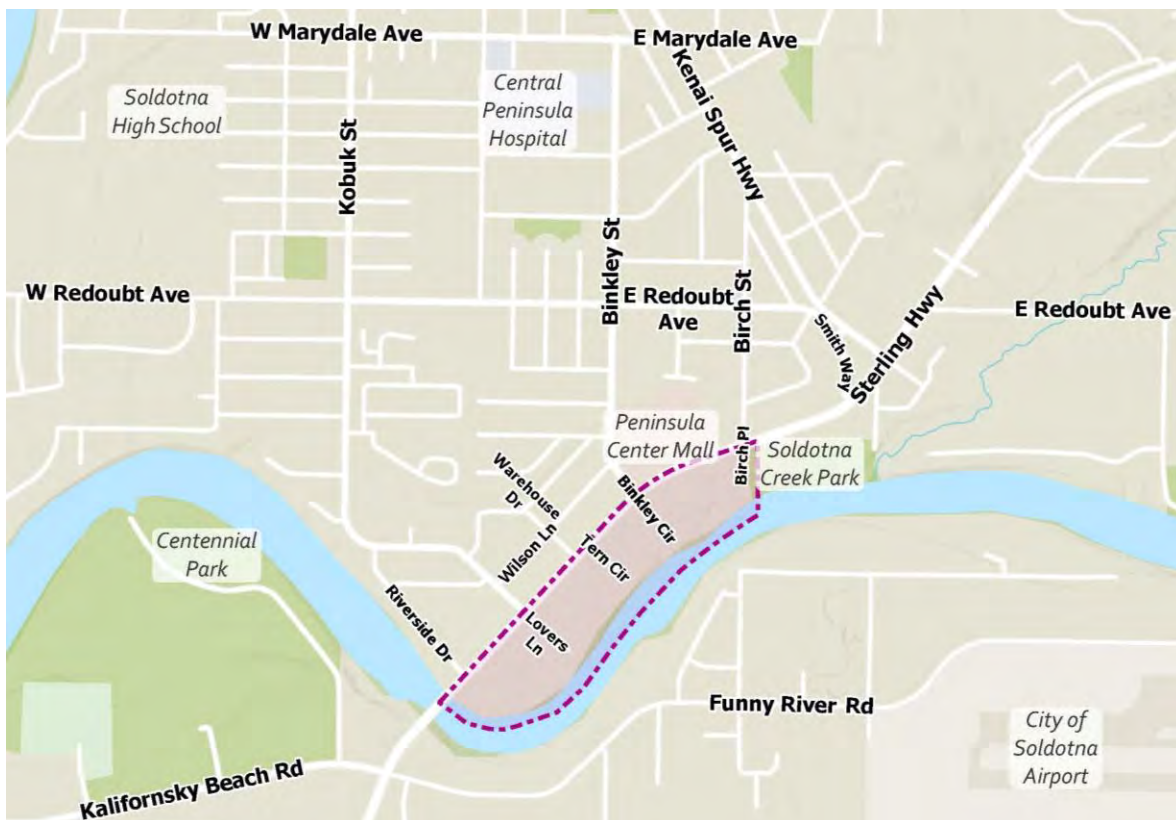 W Marydale Ave
E Marydale Ave
Soldotna
High School
Central
Peninsula
Hospital
Kenai Spur Hwy
Kobuk St
Binkley St
Birch St
W Redoubt Ave
E Redoubt
Ave
E Redoubt Ave
Smith Way
Sterling Hwy
Peninsula
Center Mall
Birch Pl
Soldotna
Creek Park
Warehouse
Dr
Wilson Ln
Binkley Cir
Tern Cir
Centennial
Park
Riverside Dr
Lovers
Ln
Funny River Rd
City of
Soldotna
Airport
Kalifornsky Beach Rd